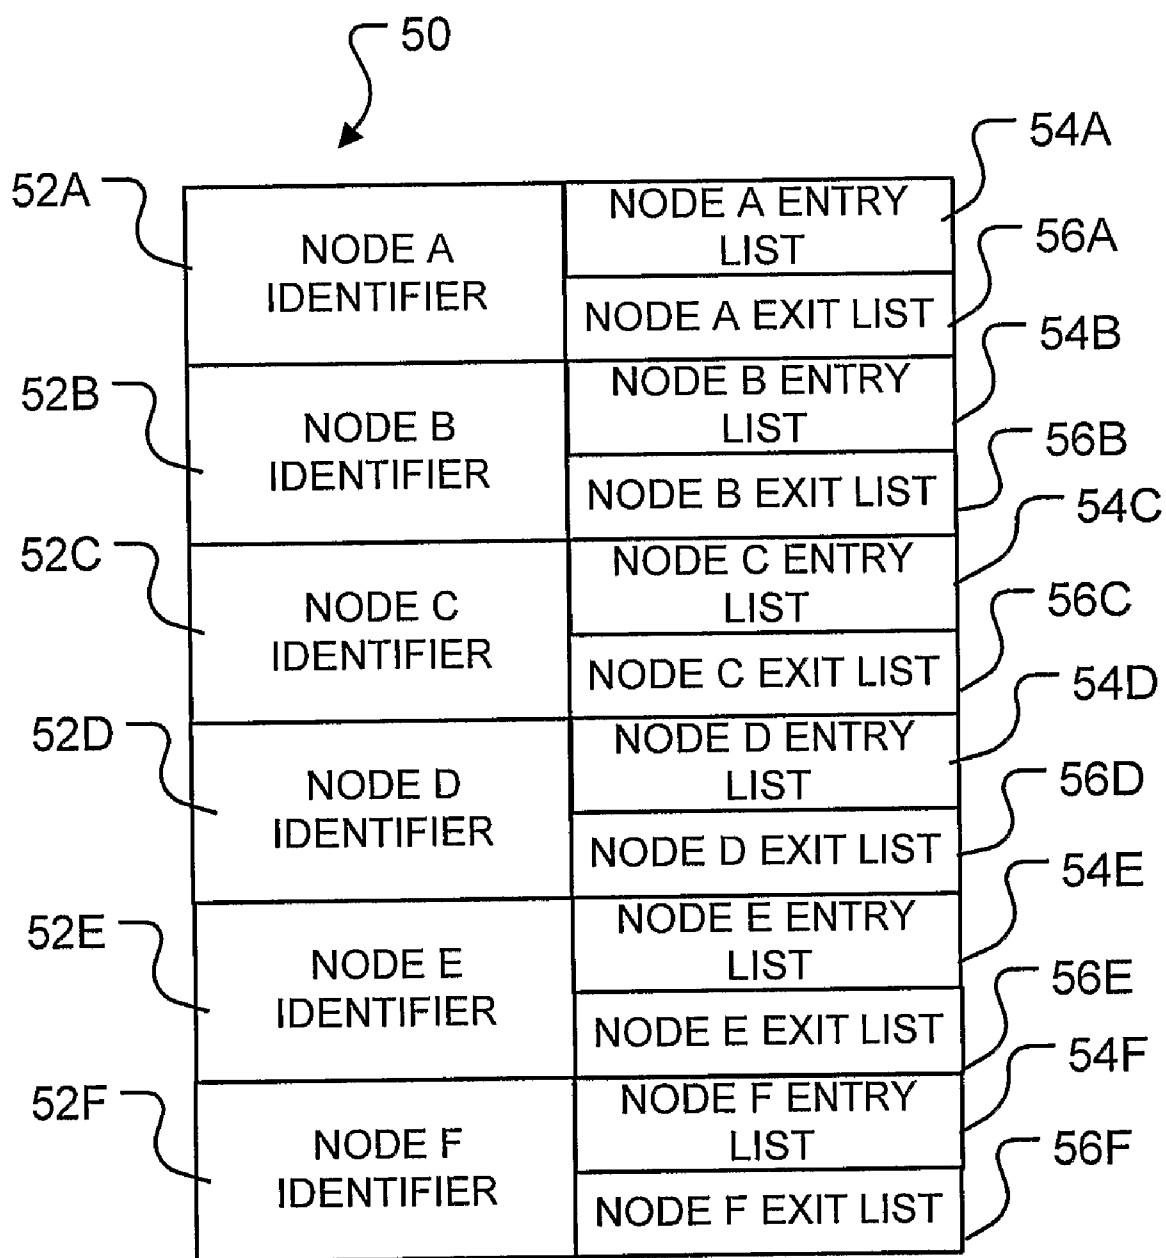 50
54A
52A
NODE A ENTRY
LIST
NODE A
IDENTIFIER
56A
NODE A EXIT LIST
54B
52B
NODE B ENTRY
LIST
NODE B
IDENTIFIER
56B
NODE B EXIT LIST
54C
52C
NODE C ENTRY
LIST
NODE C
IDENTIFIER
56C
NODE C EXIT LIST
54D
52D
NODE D ENTRY
LIST
NODE D
IDENTIFIER
56D
NODE D EXIT LIST
54E
52E
NODE E ENTRY
LIST
NODE E
IDENTIFIER
56E
NODE E EXIT LIST
54F
52F
NODE F ENTRY
LIST
NODE F
IDENTIFIER
56F
NODE F EXIT LIST